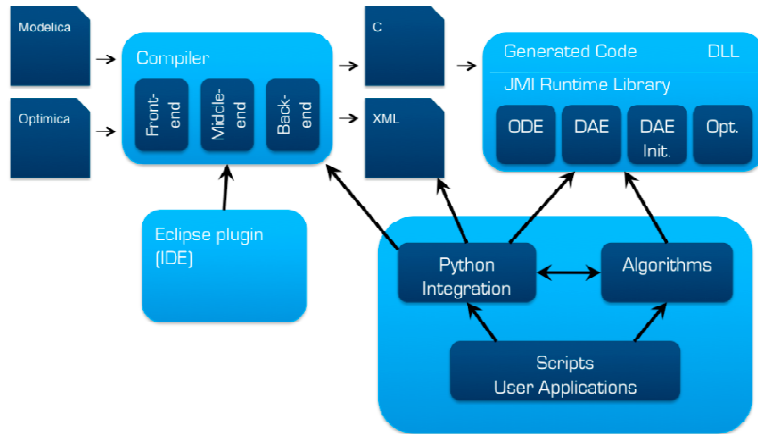 Modelica
Optimica
Compiler
Front-
end
Middle-
end
Back-
end
C
XML
Generated Code DLL
JMI Runtime Library
ODE
DAE
DAE
Init.
Opt.
Eclipse plugin
(IDE)
Python
Integration
Algorithms
Scripts
User Applications